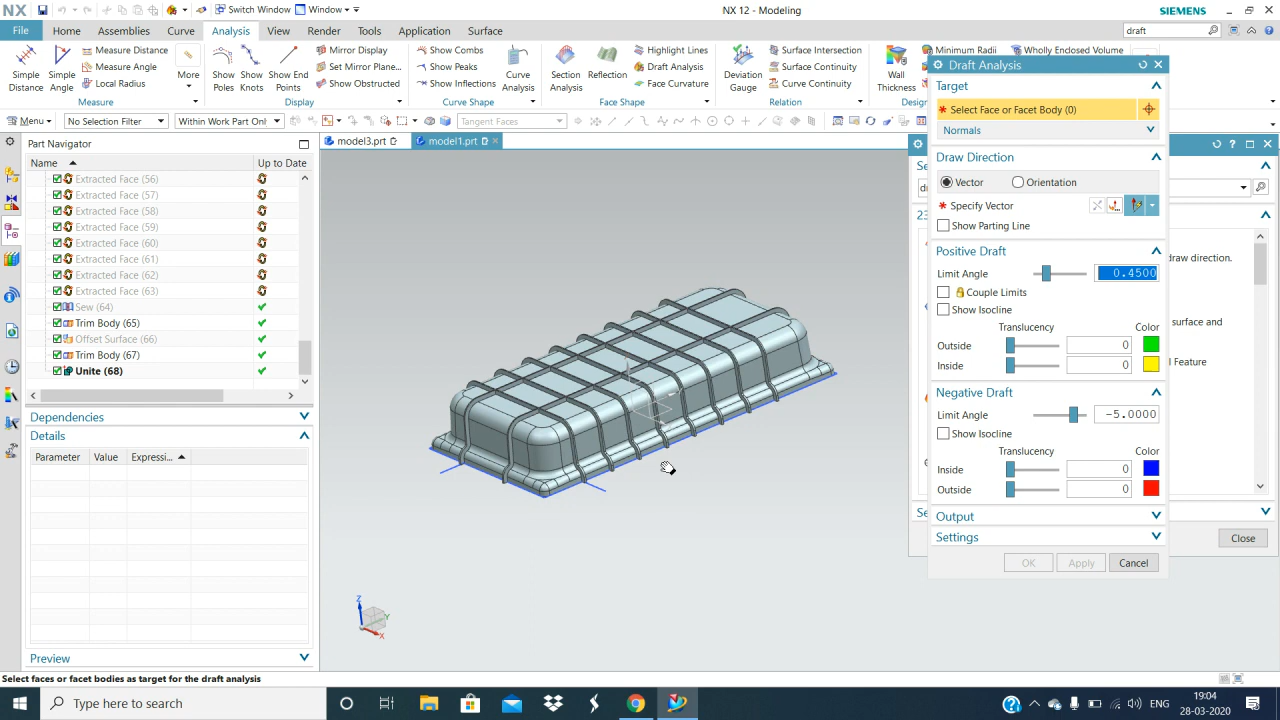 NX
Switch Window
Window
NX 12 - Modeling
SIEMENS
File
Home
Assemblies
Curve
Analysis
View
Render
Tools
Application
Surface
draft
Simple Distance
Simple Angle
Measure Distance
Measure Angle
Local Radius
More
Measure
Show Poles
Show Knots
Show End Points
Mirror Display
Set Mirror Plane...
Show Obstructed
Display
Show Combs
Show Peaks
Show Inflections
Curve Analysis
Curve Shape
Section Analysis
Reflection
Highlight Lines
Draft Analysis
Face Curvature
Face Shape
Deviation Gauge
Surface Intersection
Surface Continuity
Curve Continuity
Relation
Wall Thickness
Minimum Radii
Wholly Enclosed Volume
Menu
No Selection Filter
Within Work Part Onl
Tangent Faces
Part Navigator
model3.prt
model1.prt
Name
Up to Date
Extracted Face (56)
Extracted Face (57)
Extracted Face (58)
Extracted Face (59)
Extracted Face (60)
Extracted Face (61)
Extracted Face (62)
Extracted Face (63)
Sew (64)
Trim Body (65)
Offset Surface (66)
Trim Body (67)
Unite (68)
Dependencies
Details
Parameter
Value
Expressi...
Preview
Draft Analysis
Target
Select Face or Facet Body (0)
Normals
Draw Direction
Vector
Orientation
Specify Vector
Show Parting Line
Positive Draft
Limit Angle
0.4500
Couple Limits
Show Isocline
Translucency
Color
Outside
0
Inside
0
Negative Draft
Limit Angle
-5.0000
Show Isocline
Translucency
Color
Inside
0
Outside
0
Output
Settings
OK
Apply
Cancel
raw direction.
surface and
l Feature
Close
Z
Y
X
Select faces or facet bodies as target for the draft analysis
Type here to search
ENG
19:04
28-03-2020